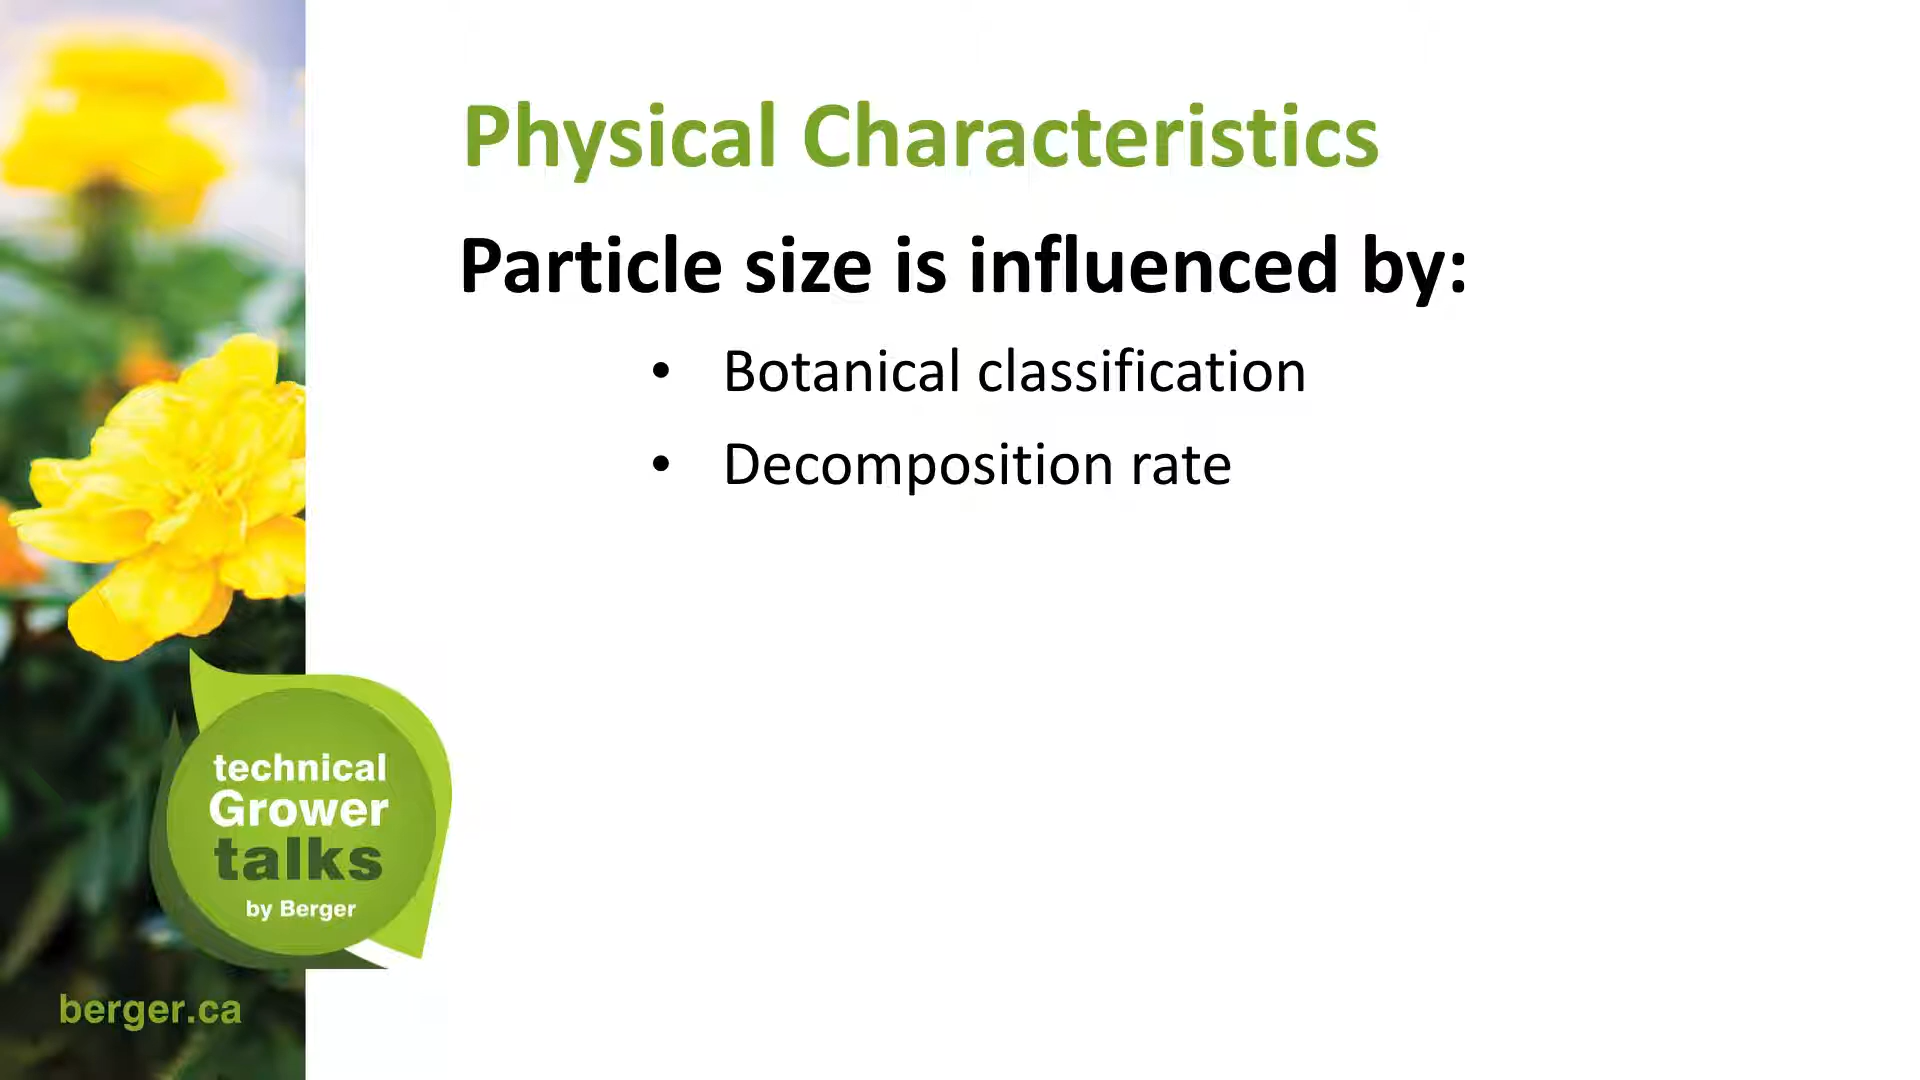 Physical Characteristics
Particle size is influenced by:
• Botanical classification
• Decomposition rate
technical
Grower
talks
by Berger
berger.ca